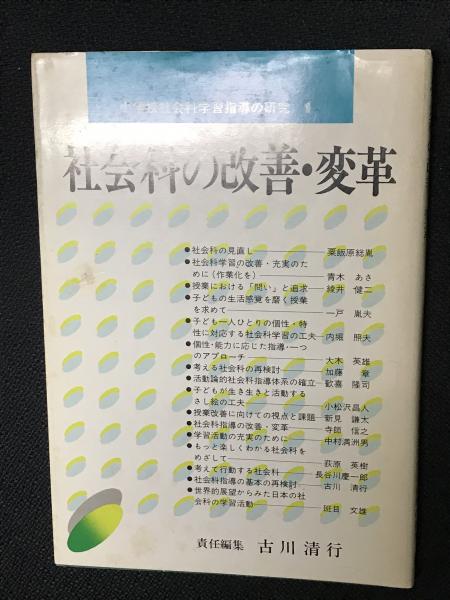 小学校社会科学習指導の研究 1
社会科の改善・変革
●社会科の見直し——粟飯原総胤
●社会科学習の改善・充実のた
めに(作業化を)——青木 あさ
●授業における「問い」と追求——綾井 健二
●子どもの生活感覚を磨く授業
を求めて——一戸 胤夫
●子ども一人ひとりの個性・特
性に対応する社会科学習の工夫——内堀 照夫
●個性・能力に応じた指導・一つ
のアプローチ——大木 英雄
●考える社会科の再検討——加藤 章
●活動論的社会科指導体系の確立——歓喜 隆司
●子どもが生き生きと活動する
さし絵の工夫——小松沢昌人
●授業改善に向けての視点と課題——新見 謙太
●社会科指導の改善・変革——寺師 信之
●学習活動の充実のために——中村満洲男
●もっと楽しくわかる社会科を
めざして——荻原 英樹
●考えて行動する社会科——長谷川慶一郎
●社会科指導の基本の再検討——古川 清行
●世界的展望からみた日本の社
会科の学習活動——班目 文雄
責任編集 古川清行